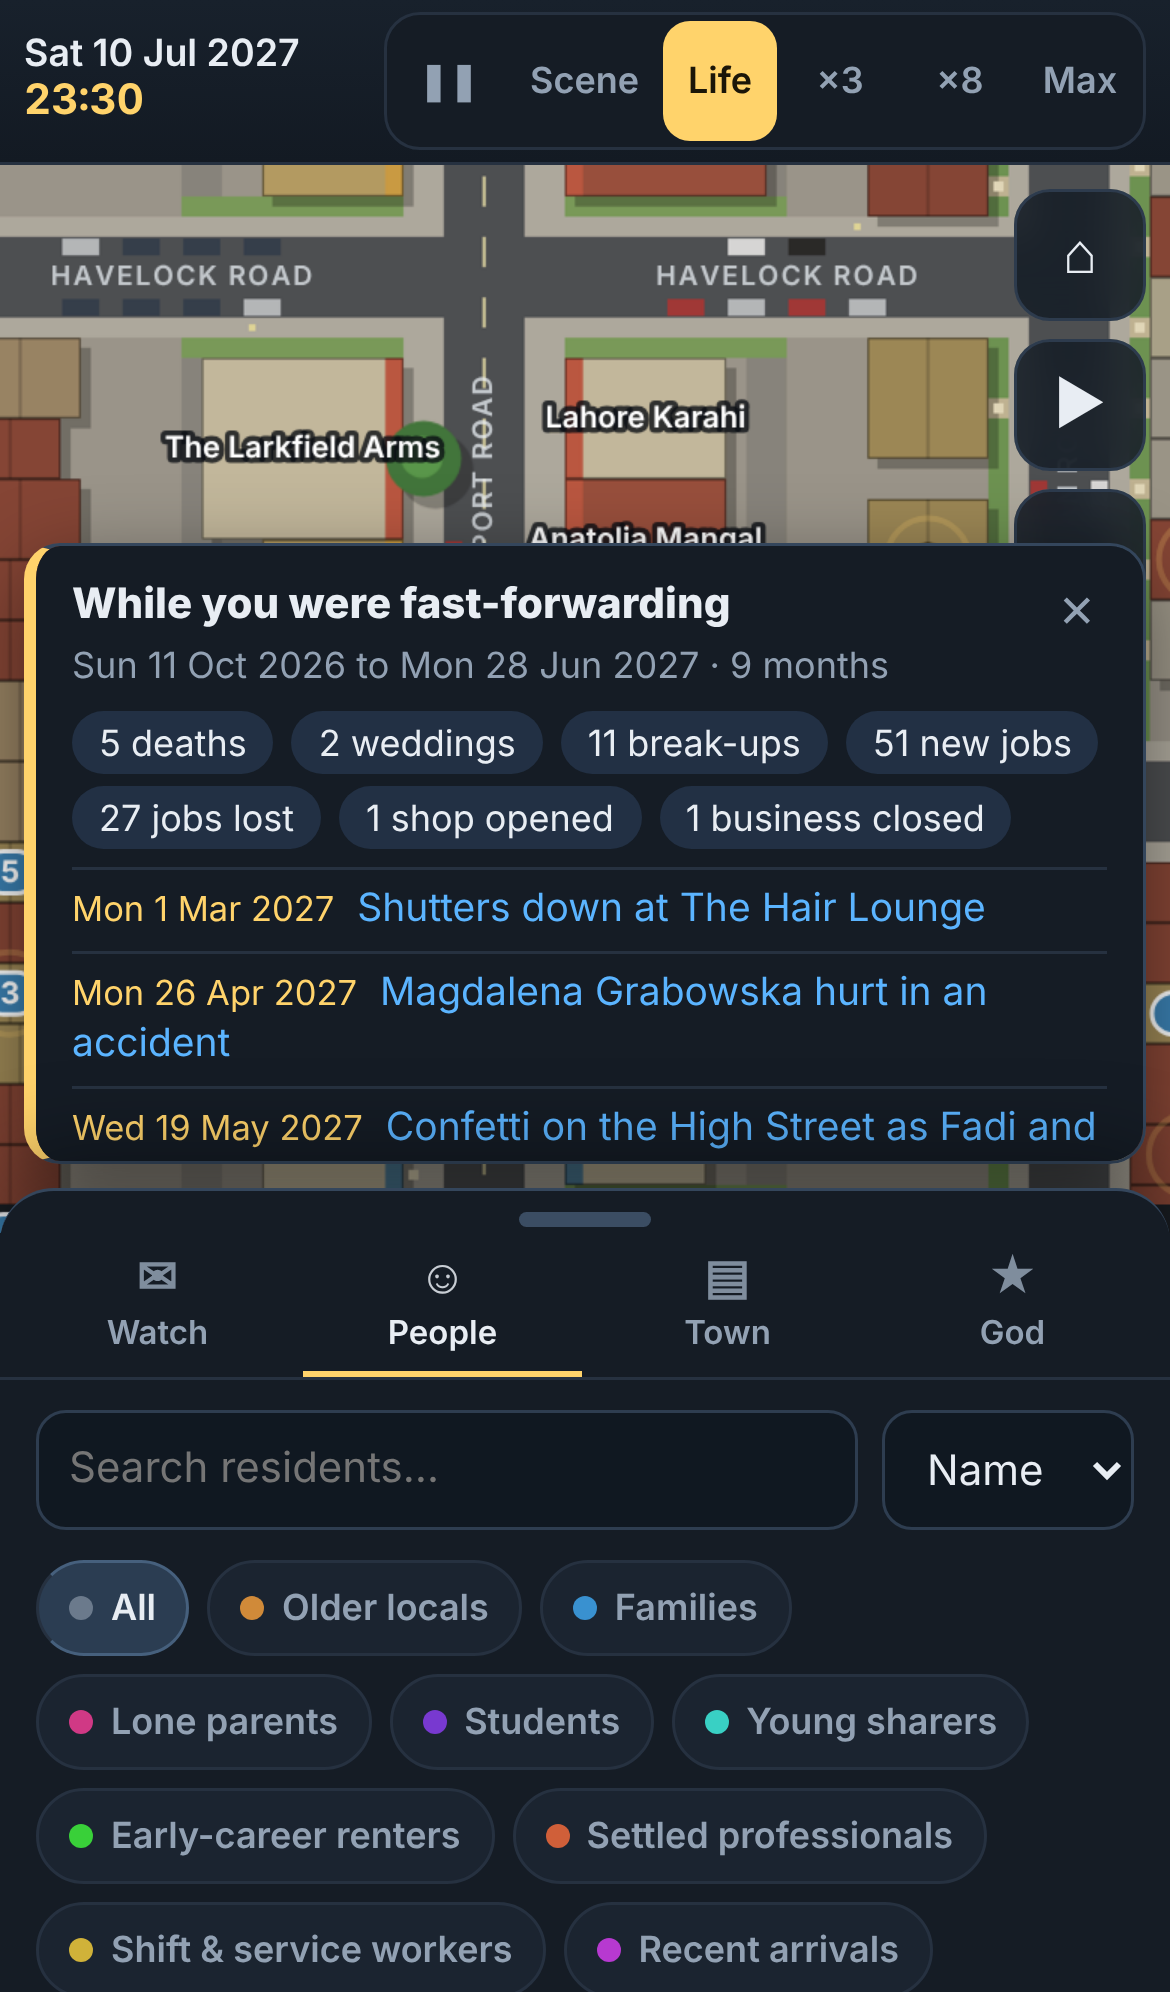 Sat 10 Jul 2027
23:30
Scene
Life
×3
×8
Max
HAVELOCK ROAD
HAVELOCK ROAD
The Larkfield Arms
Lahore Karahi
PORT ROAD
Anatolia Mangal
While you were fast-forwarding
×
Sun 11 Oct 2026 to Mon 28 Jun 2027 · 9 months
5 deaths
2 weddings
11 break-ups
51 new jobs
27 jobs lost
1 shop opened
1 business closed
Mon 1 Mar 2027 Shutters down at The Hair Lounge
Mon 26 Apr 2027 Magdalena Grabowska hurt in an
accident
Wed 19 May 2027 Confetti on the High Street as Fadi and
5
3
Watch
People
Town
God
Search residents...
Name
All
Older locals
Families
Lone parents
Students
Young sharers
Early-career renters
Settled professionals
Shift & service workers
Recent arrivals